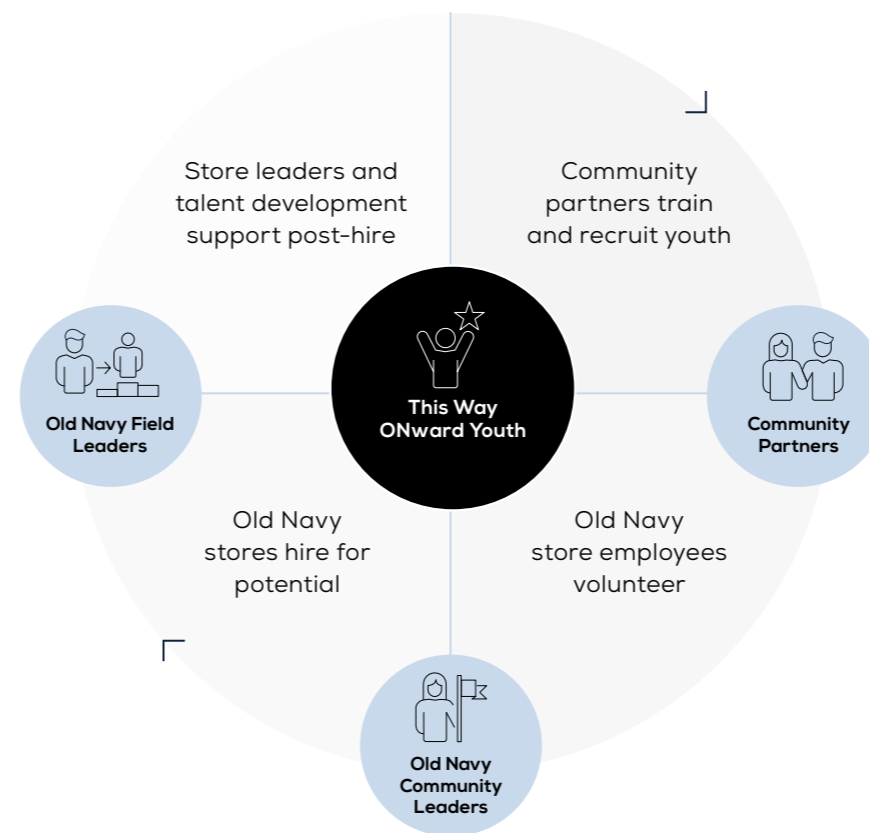 Store leaders and
talent development
support post-hire
Community
partners train
and recruit youth
This Way
ONward Youth
Old Navy Field
Leaders
Community
Partners
Old Navy
stores hire for
potential
Old Navy
store employees
volunteer
Old Navy
Community
Leaders